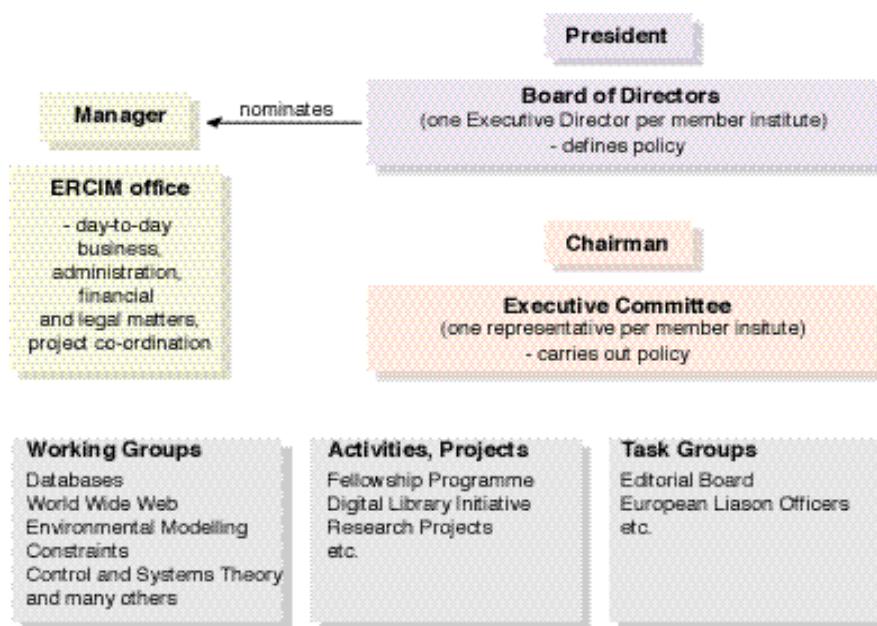 President
Board of Directors
(one Executive Director per member institute)
- defines policy
nominates
Manager
ERCIM office
- day-to-day
business,
administration,
financial
and legal matters,
project co-ordination
Chairman
Executive Committee
(one representative per member insitute)
- carries out policy
Working Groups
Databases
World Wide Web
Environmental Modelling
Constraints
Control and Systems Theory
and many others
Activities, Projects
Fellowship Programme
Digital Library Initiative
Research Projects
etc.
Task Groups
Editorial Board
European Liason Officers
etc.